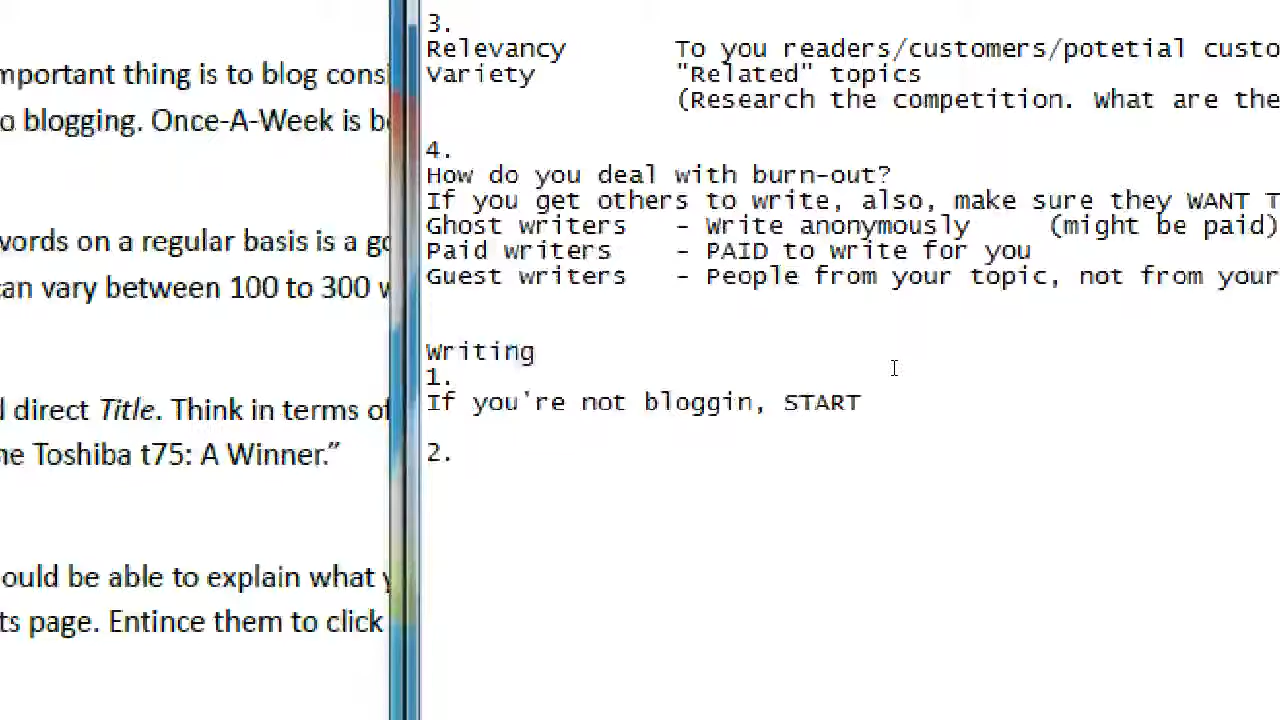 mportant thing is to blog cons
o blogging. Once-A-Week is b
words on a regular basis is a go
can vary between 100 to 300 w
d direct Title. Think in terms of
he Toshiba t75: A Winner.”
ould be able to explain what y
ts page. Entince them to click
3.
Relevancy To you readers/customers/potetial custo
Variety "Related" topics
(Research the competition. What are the
4.
How do you deal with burn-out?
If you get others to write, also, make sure they WANT T
Ghost writers - Write anonymously (might be paid)
Paid writers - PAID to write for you
Guest writers - People from your topic, not from your
Writing
1.
If you're not bloggin, START
2.